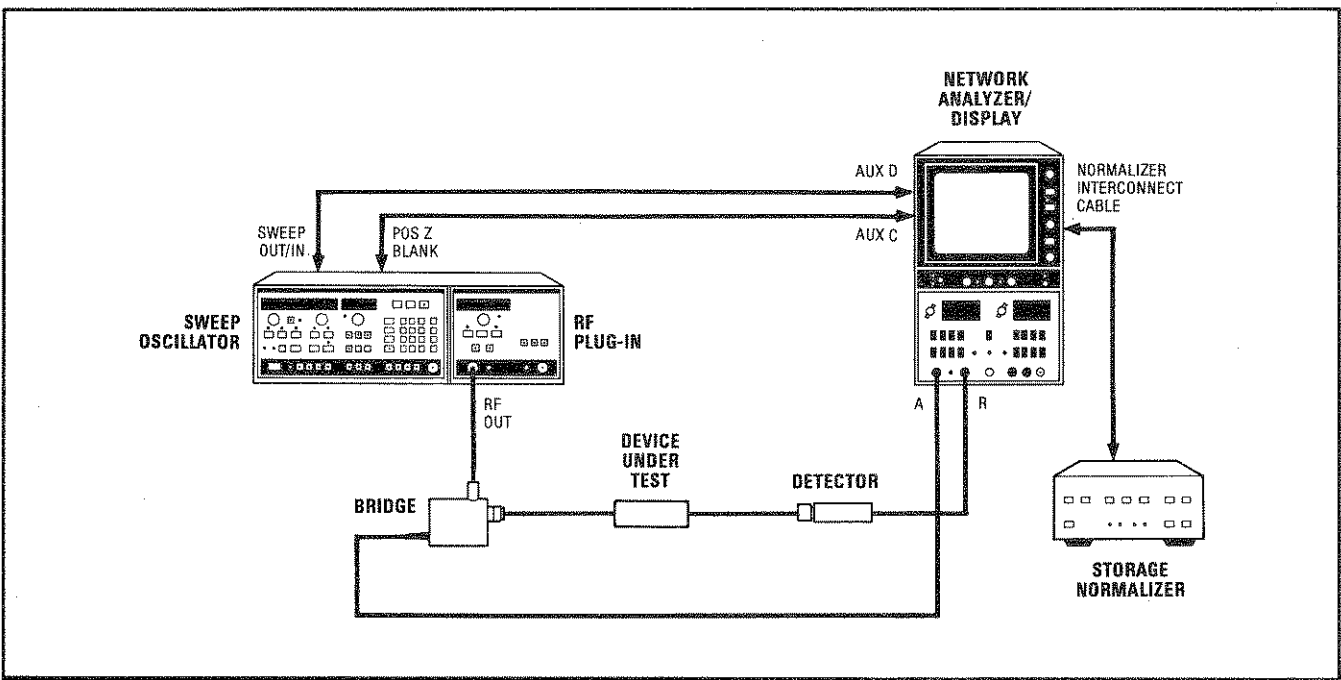 NETWORK
ANALYZER/
DISPLAY
AUX D
NORMALIZER
INTERCONNECT
CABLE
AUX C
SWEEP
OUT/IN
POS Z
BLANK
SWEEP
OSCILLATOR
RF
PLUG-IN
RF
OUT
A
R
DEVICE
UNDER
TEST
DETECTOR
BRIDGE
STORAGE
NORMALIZER